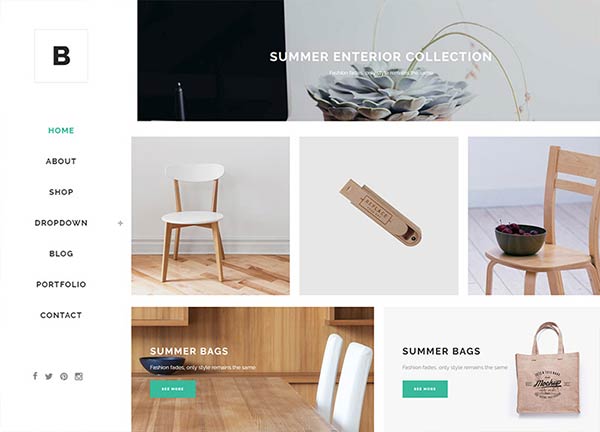 B
HOME
ABOUT
SHOP
DROPDOWN +
BLOG
PORTFOLIO
CONTACT
SUMMER ENTERIOR COLLECTION
Fashion fades, only style remains the same
SUMMER BAGS
Fashion fades, only style remains the same
SEE MORE
SUMMER BAGS
Fashion fades, only style remains the same
SEE MORE
Mockup